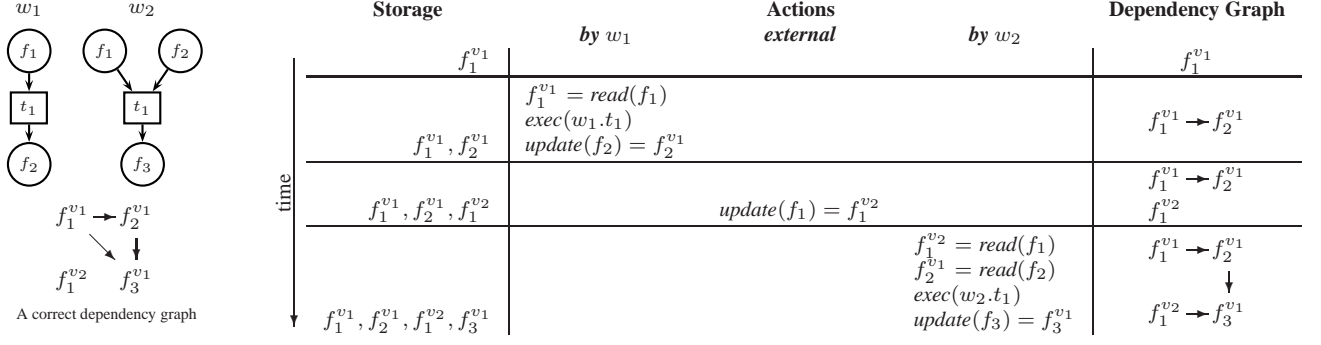 w₁ w₂
f₁ f₁ f₂
t₁ t₁
f₂ f₃
f₁^{v₁} → f₂^{v₁}
f₁^{v₂} f₃^{v₁}
A correct dependency graph
Storage Actions Dependency Graph
by w₁ external by w₂
time
f₁^{v₁} f₁^{v₁}
f₁^{v₁} = read(f₁)
exec(w₁.t₁) f₁^{v₁} → f₂^{v₁}
f₁^{v₁}, f₂^{v₁} update(f₂) = f₂^{v₁}
f₁^{v₁} → f₂^{v₁}
f₁^{v₁}, f₂^{v₁}, f₁^{v₂} update(f₁) = f₁^{v₂} f₁^{v₂}
f₁^{v₂} = read(f₁) f₁^{v₁} → f₂^{v₁}
f₂^{v₁} = read(f₂)
exec(w₂.t₁)
f₁^{v₁}, f₂^{v₁}, f₁^{v₂}, f₃^{v₁} update(f₃) = f₃^{v₁} f₁^{v₂} → f₃^{v₁}